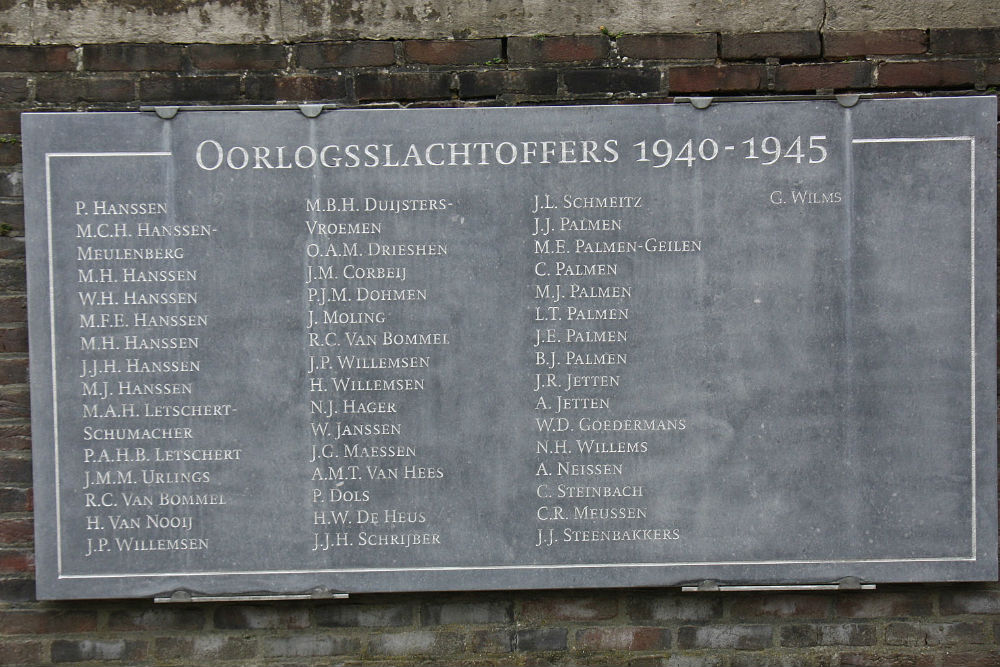 OORLOGSSLACHTOFFERS 1940-1945
P. HANSSEN
M.C.H. HANSSEN-
MEULENBERG
M.H. HANSSEN
W.H. HANSSEN
M.F.E. HANSSEN
M.H. HANSSEN
J.J.H. HANSSEN
M.J. HANSSEN
M.A.H. LETSCHERT-
SCHUMACHER
P.A.H.B. LETSCHERT
J.M.M. URLINGS
R.C. VAN BOMMEL
H. VAN NOOIJ
J.P. WILLEMSEN
M.B.H. DUIJSTERS-
VROEMEN
O.A.M. DRIESHEN
J.M. CORBEIJ
P.J.M. DOHMEN
J. MOLING
R.C. VAN BOMMEL
J.P. WILLEMSEN
H. WILLEMSEN
N.J. HAGER
W. JANSSEN
J.G. MAESSEN
A.M.T. VAN HEES
P. DOLS
H.W. DE HEUS
J.J.H. SCHRIJBER
J.L. SCHMEITZ
J.J. PALMEN
M.E. PALMEN-GEILEN
C. PALMEN
M.J. PALMEN
L.T. PALMEN
J.E. PALMEN
B.J. PALMEN
J.R. JETTEN
A. JETTEN
W.D. GOEDERMANS
N.H. WILLEMS
A. NEISSEN
C. STEINBACH
C.R. MEUSSEN
J.J. STEENBAKKERS
G. WILMS